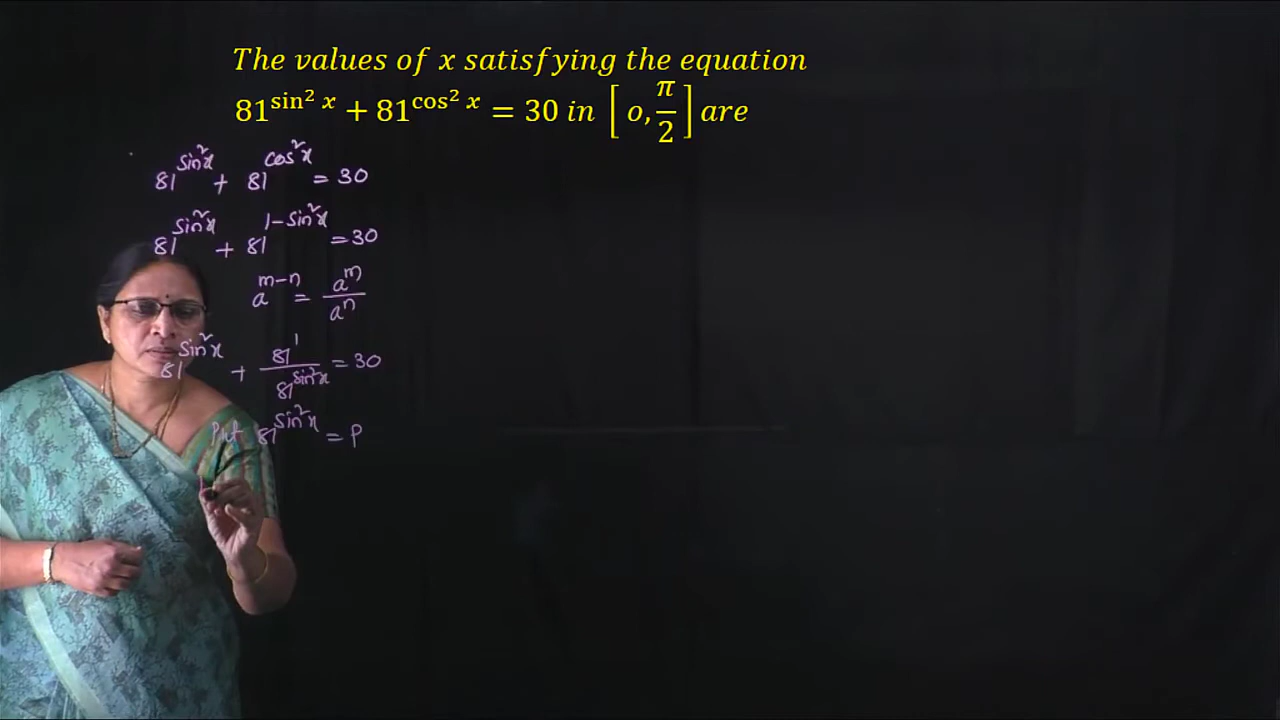 The values of x satisfying the equation
81^{sin² x} + 81^{cos² x} = 30 in [o, π/2] are
81^{Sin²x} + 81^{cos²x} = 30
81^{Sin²x} + 81^{1-Sin²x} = 30
a^{m-n} = a^m/a^n
81^{Sin²x} + 81^1/81^{Sin²x} = 30
Put 81^{Sin²x} = P